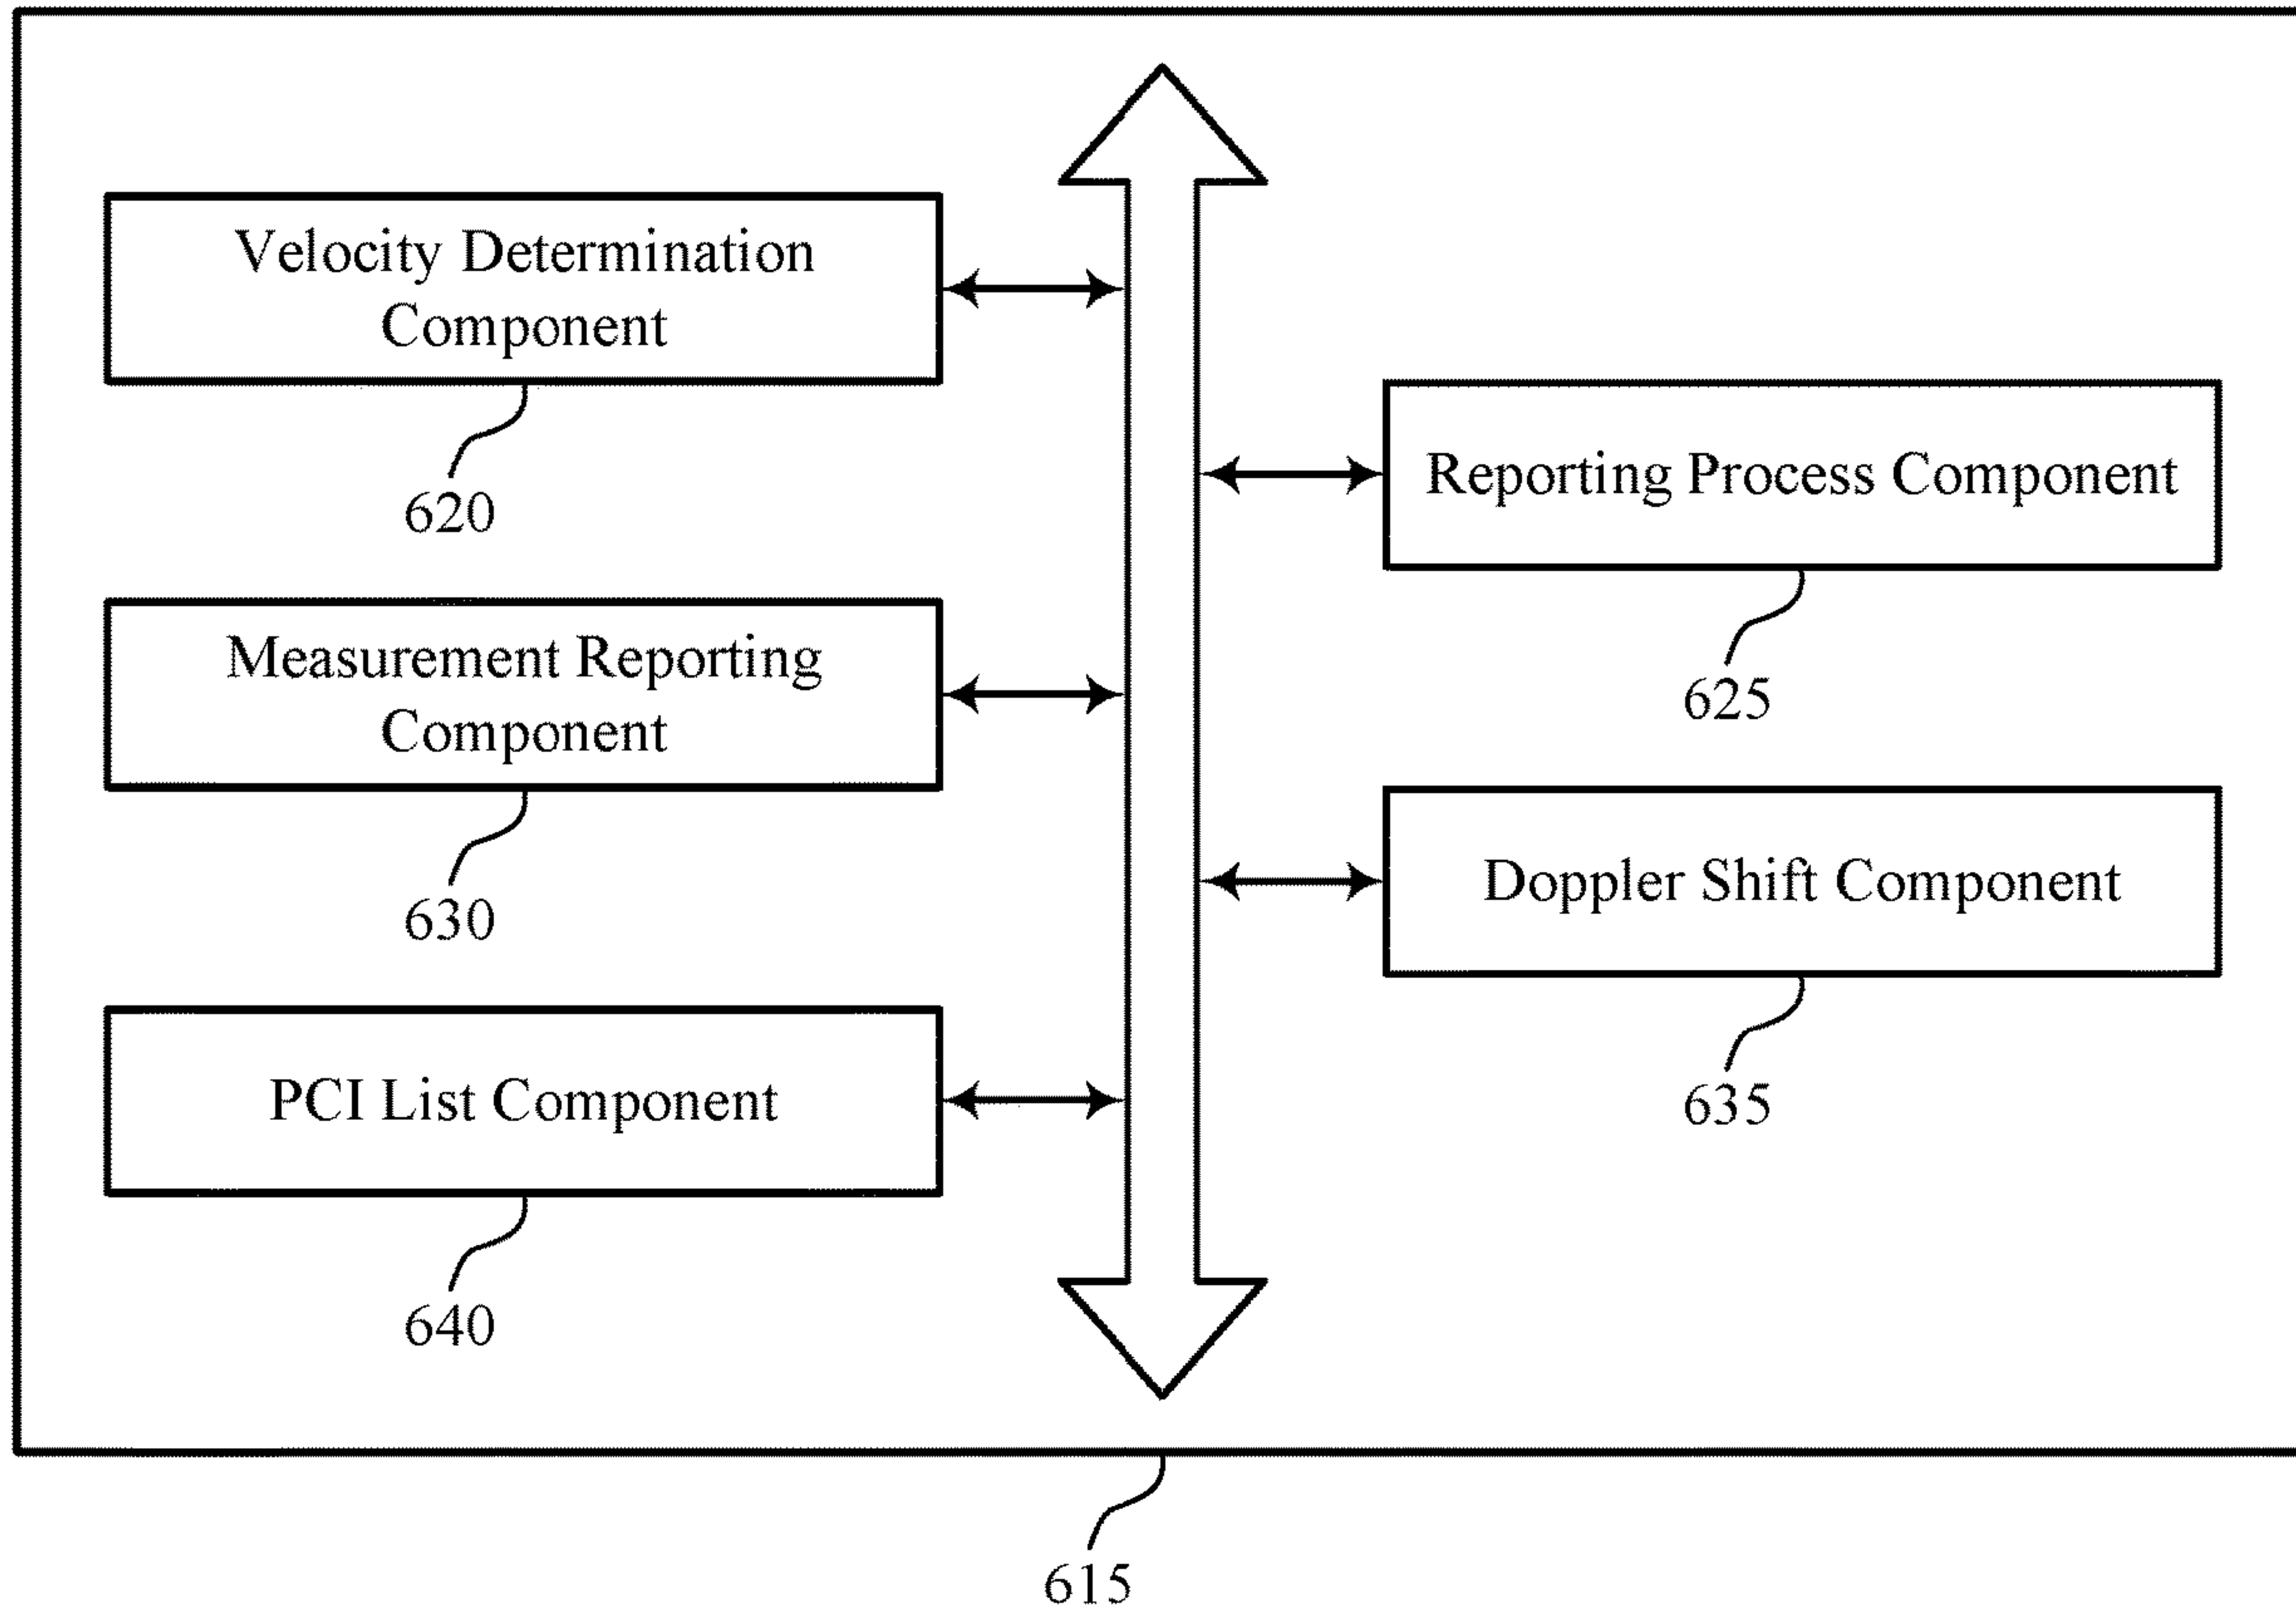 Velocity Determination
Component
620
Reporting Process Component
625
Measurement Reporting
Component
630
Doppler Shift Component
635
PCI List Component
640
615